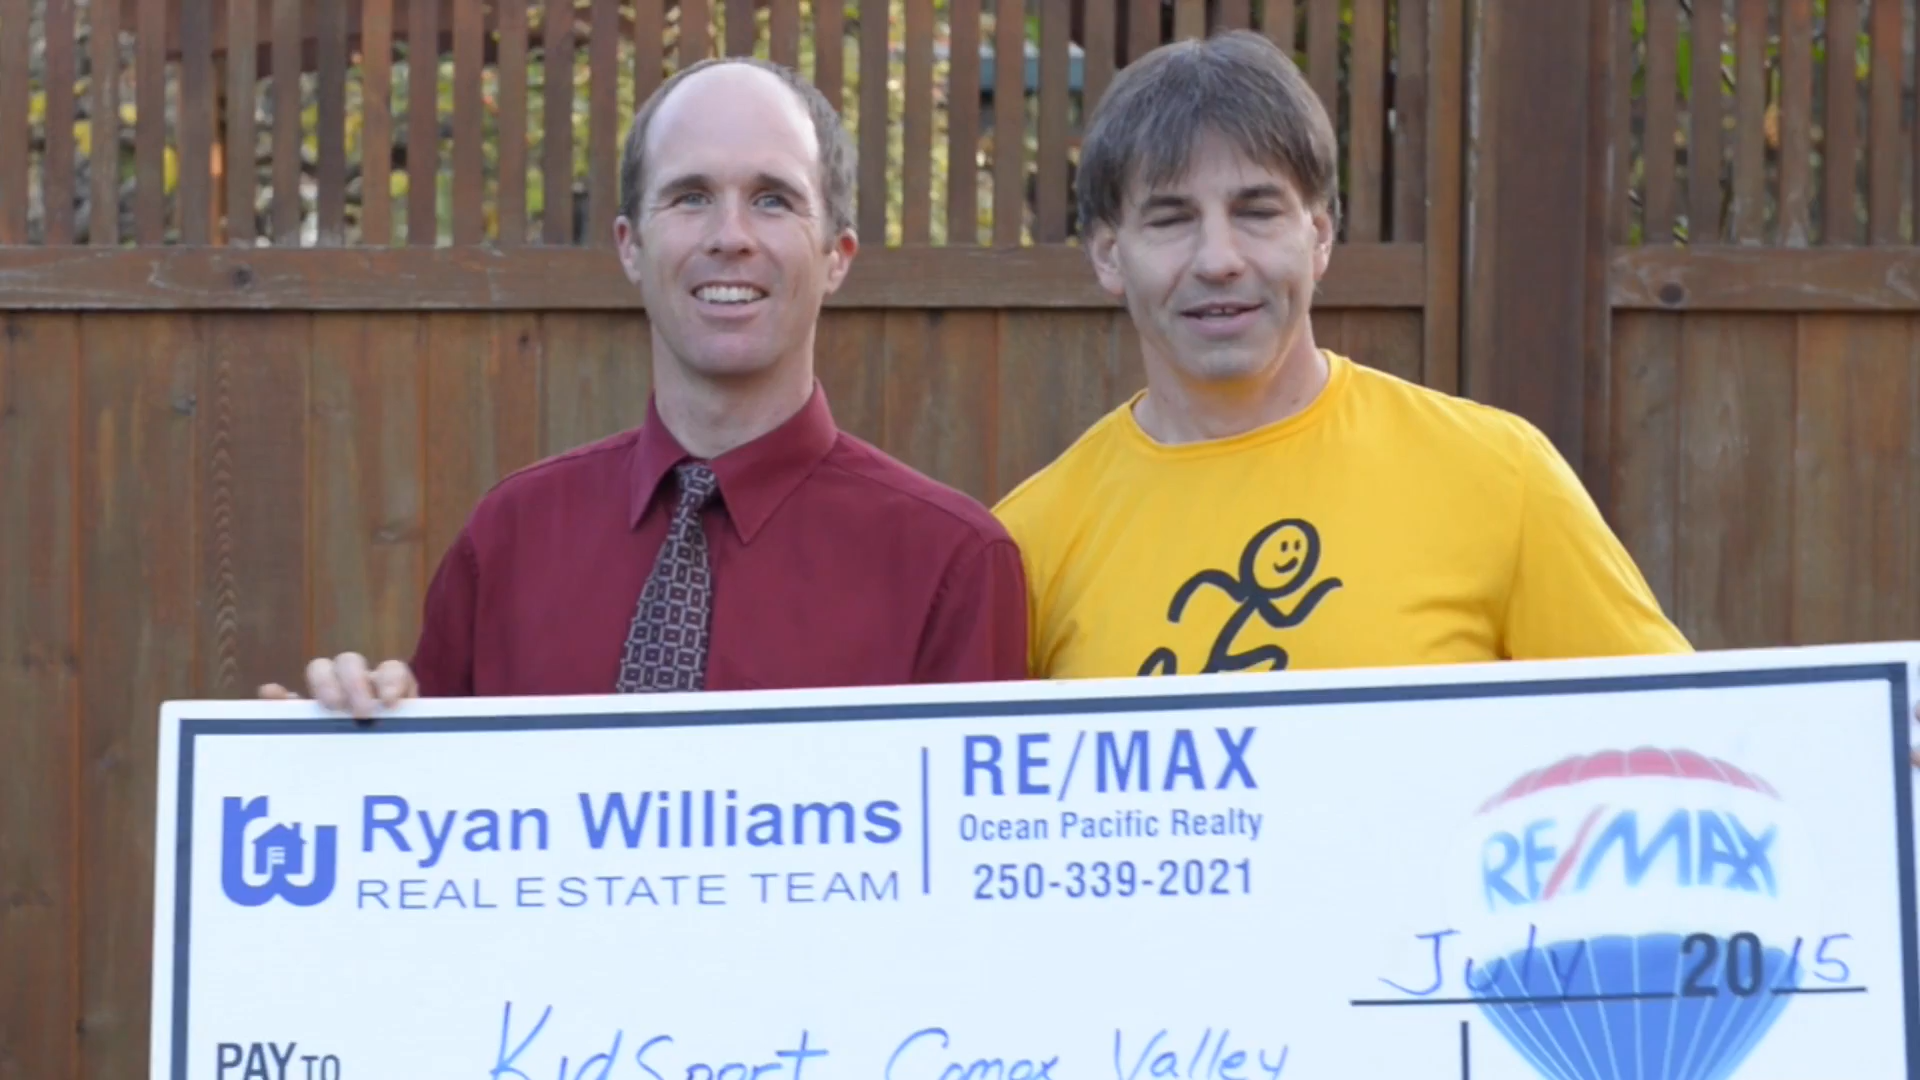 Ryan Williams
REAL ESTATE TEAM
RE/MAX
Ocean Pacific Realty
250-339-2021
RE/MAX
July 2015
PAY TO KidSport Comox Valley